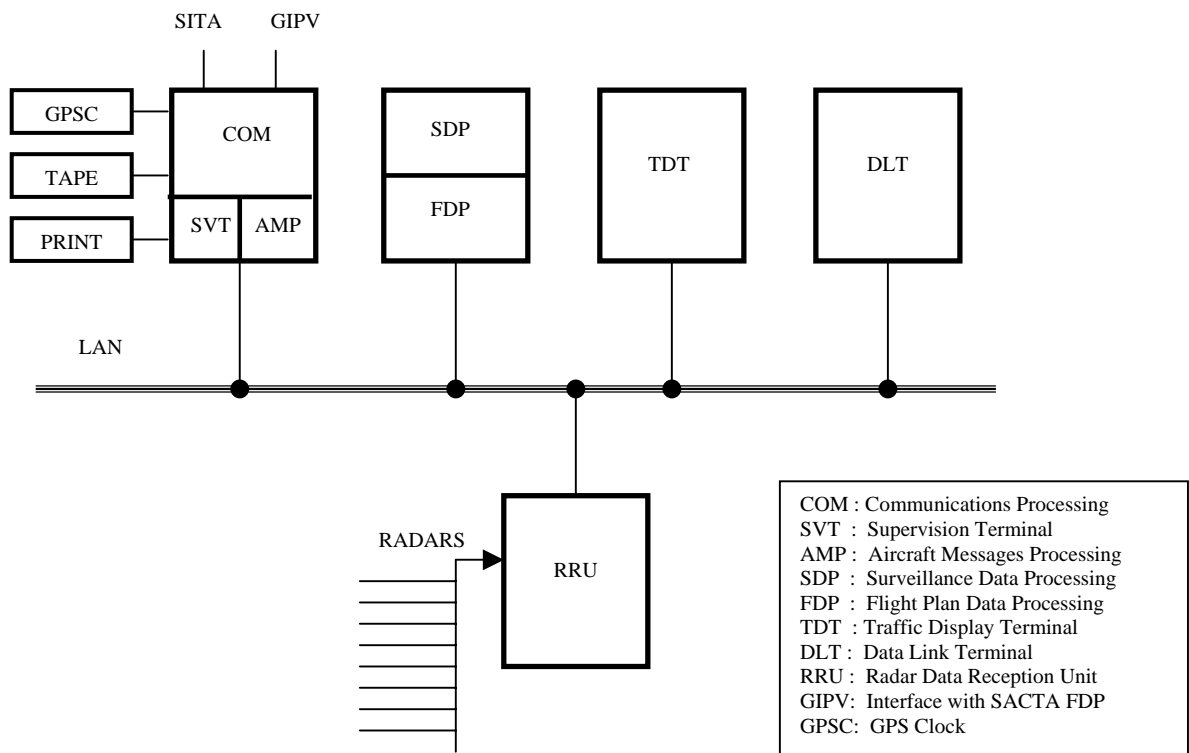 SITA GIPV
GPSC
TAPE
PRINT
COM
SVT AMP
SDP
FDP
TDT
DLT
LAN
RADARS
RRU
COM : Communications Processing
SVT : Supervision Terminal
AMP : Aircraft Messages Processing
SDP : Surveillance Data Processing
FDP : Flight Plan Data Processing
TDT : Traffic Display Terminal
DLT : Data Link Terminal
RRU : Radar Data Reception Unit
GIPV: Interface with SACTA FDP
GPSC: GPS Clock